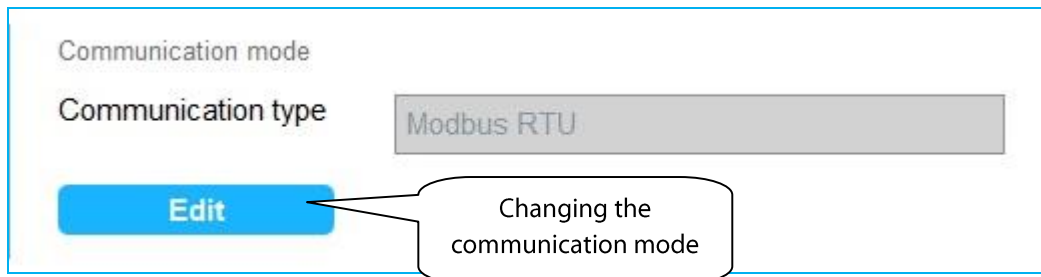 Communication mode
Communication type
Modbus RTU
Edit
Changing the
communication mode